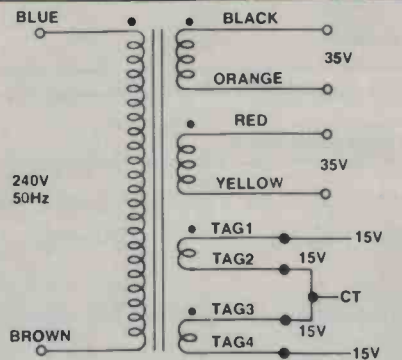 BLUE
BLACK
35V
ORANGE
RED
35V
YELLOW
240V
50Hz
TAG1
15V
TAG2
15V
CT
TAG3
15V
BROWN
TAG4
15V